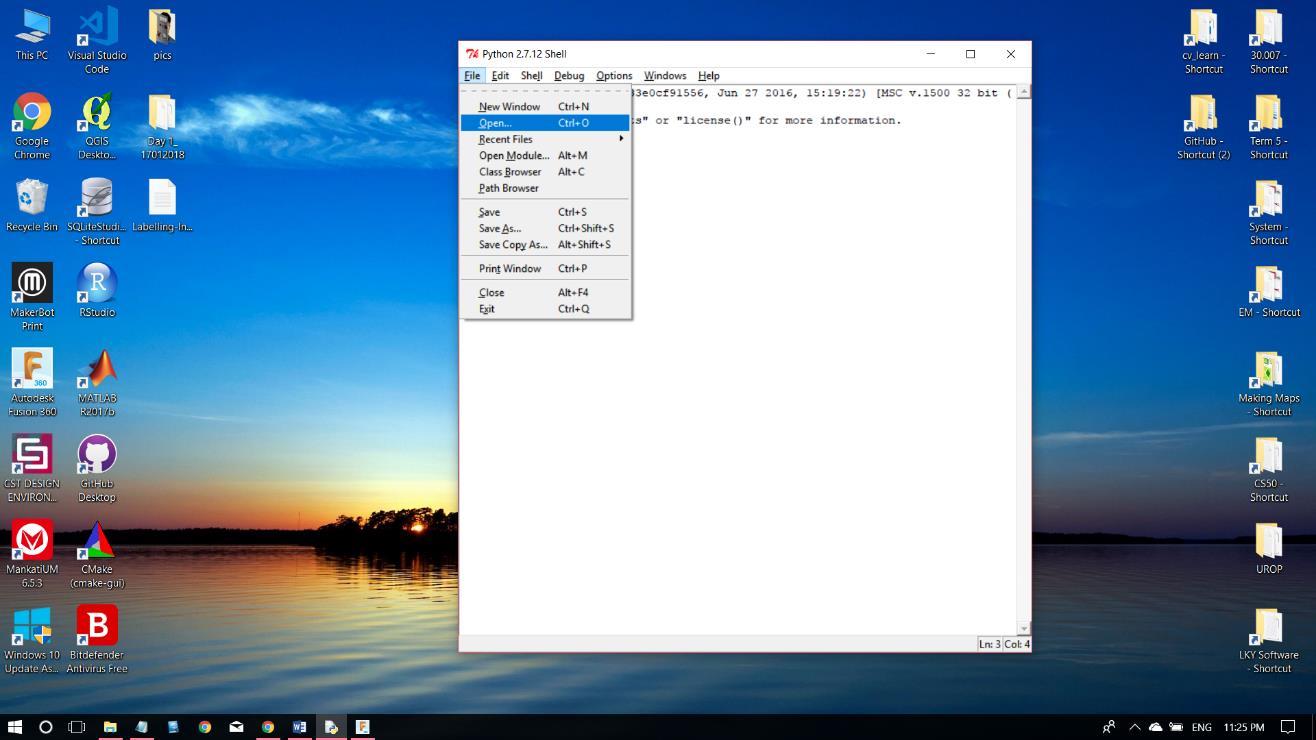 This PC
Visual Studio
Code
pics
Google
Chrome
QGIS
Deskto...
Day 1_
17012018
Recycle Bin
SQLiteStudi...
- Shortcut
Labelling-In...
MakerBot
Print
RStudio
Autodesk
Fusion 360
MATLAB
R2017b
CST DESIGN
ENVIRON...
GitHub
Desktop
MankatiUM
6.5.3
CMake
(cmake-gui)
Windows 10
Update As...
Bitdefender
Antivirus Free
Python 2.7.12 Shell
File Edit Shell Debug Options Windows Help
33e0cf91556, Jun 27 2016, 15:19:22) [MSC v.1500 32 bit (
ts" or "license()" for more information.
New Window Ctrl+N
Open... Ctrl+O
Recent Files
Open Module... Alt+M
Class Browser Alt+C
Path Browser
Save Ctrl+S
Save As... Ctrl+Shift+S
Save Copy As... Alt+Shift+S
Print Window Ctrl+P
Close Alt+F4
Exit Ctrl+Q
Ln: 3 Col: 4
cv_learn -
Shortcut
30.007 -
Shortcut
GitHub -
Shortcut (2)
Term 5 -
Shortcut
System -
Shortcut
EM - Shortcut
Making Maps
- Shortcut
CS50 -
Shortcut
UROP
LKY Software
- Shortcut
ENG 11:25 PM